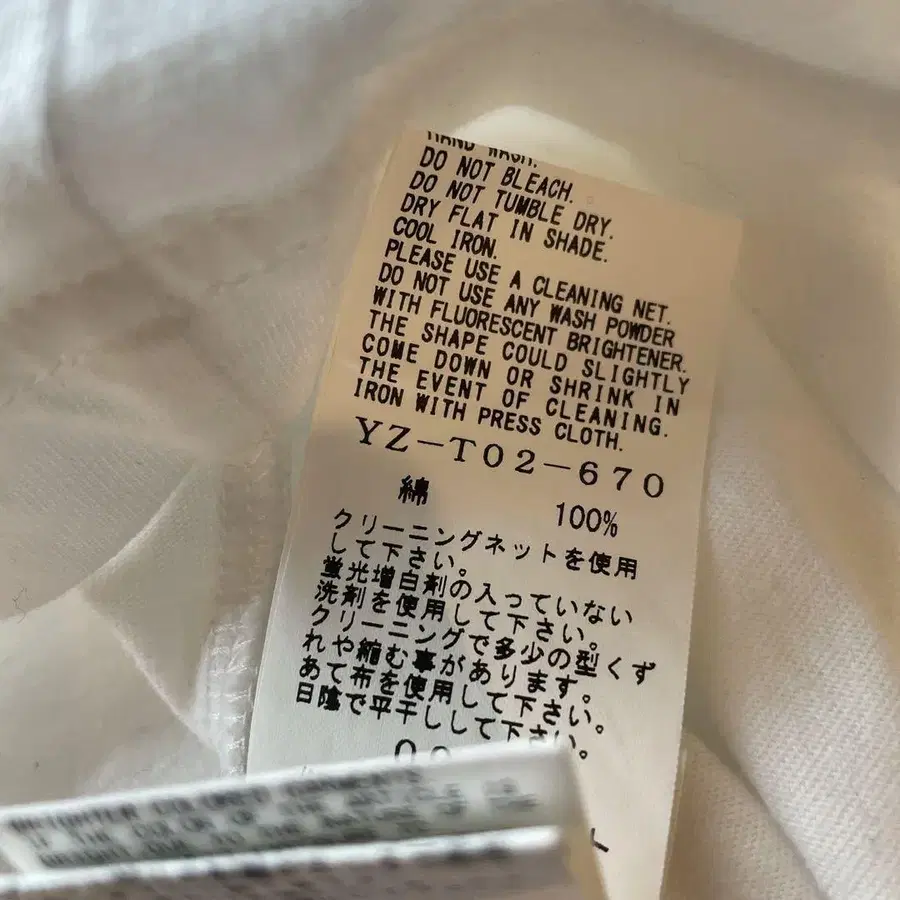 HAND WASH.
DO NOT BLEACH.
DO NOT TUMBLE DRY.
DRY FLAT IN SHADE.
COOL IRON.
PLEASE USE A CLEANING NET.
DO NOT USE ANY WASH POWDER
WITH FLUORESCENT BRIGHTENER.
THE SHAPE COULD SLIGHTLY
COME DOWN OR SHRINK IN
THE EVENT OF CLEANING.
IRON WITH PRESS CLOTH.
YZ-T02-670
綿 100%
クリーニングネットを使用
して下さい。
蛍光増白剤の入っていない
洗剤を使用して下さい。
クリーニングで多少の型くず
れや縮む事があります。
あて布を使用して下さい。
日陰で平干しして下さい。